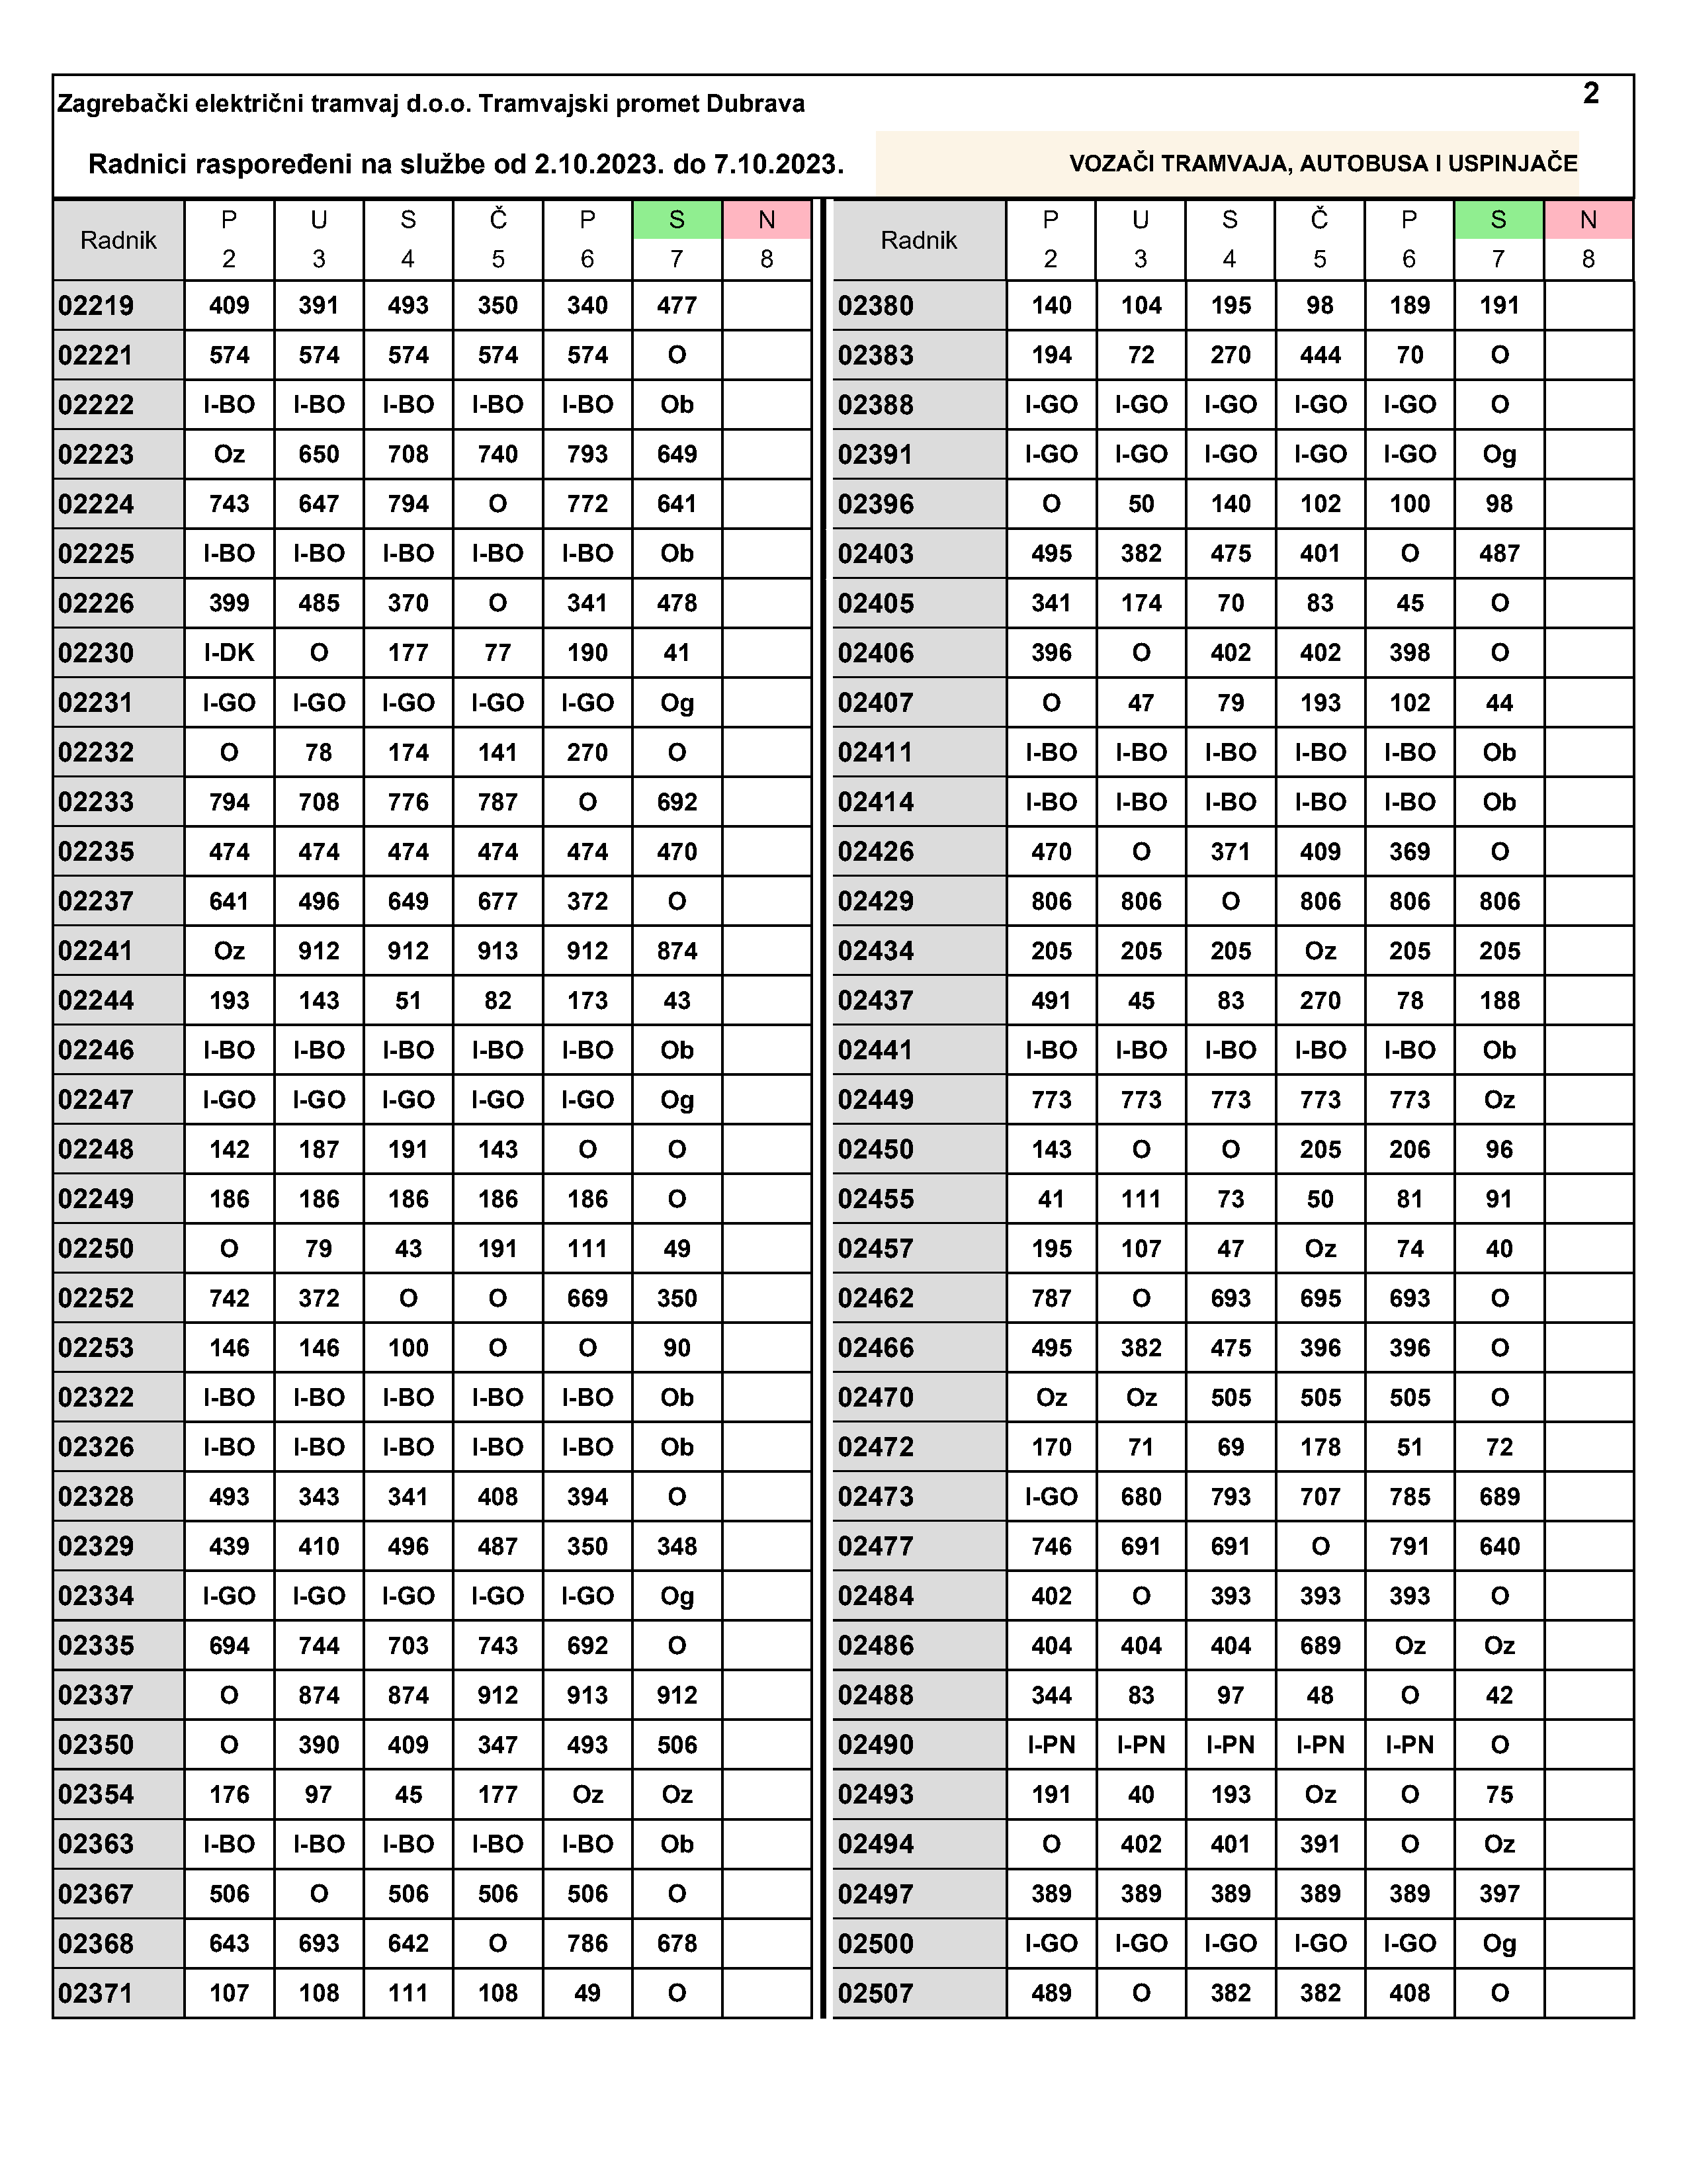 2
Zagrebački električni tramvaj d.o.o. Tramvajski promet Dubrava
Radnici raspoređeni na službe od 2.10.2023. do 7.10.2023. VOZAČI TRAMVAJA, AUTOBUSA I USPINJAČE
Radnik P U S Č P S N
2 3 4 5 6 7 8
02219 409 391 493 350 340 477
02221 574 574 574 574 574 O
02222 I-BO I-BO I-BO I-BO I-BO Ob
02223 Oz 650 708 740 793 649
02224 743 647 794 O 772 641
02225 I-BO I-BO I-BO I-BO I-BO Ob
02226 399 485 370 O 341 478
02230 I-DK O 177 77 190 41
02231 I-GO I-GO I-GO I-GO I-GO Og
02232 O 78 174 141 270 O
02233 794 708 776 787 O 692
02235 474 474 474 474 474 470
02237 641 496 649 677 372 O
02241 Oz 912 912 913 912 874
02244 193 143 51 82 173 43
02246 I-BO I-BO I-BO I-BO I-BO Ob
02247 I-GO I-GO I-GO I-GO I-GO Og
02248 142 187 191 143 O O
02249 186 186 186 186 186 O
02250 O 79 43 191 111 49
02252 742 372 O O 669 350
02253 146 146 100 O O 90
02322 I-BO I-BO I-BO I-BO I-BO Ob
02326 I-BO I-BO I-BO I-BO I-BO Ob
02328 493 343 341 408 394 O
02329 439 410 496 487 350 348
02334 I-GO I-GO I-GO I-GO I-GO Og
02335 694 744 703 743 692 O
02337 O 874 874 912 913 912
02350 O 390 409 347 493 506
02354 176 97 45 177 Oz Oz
02363 I-BO I-BO I-BO I-BO I-BO Ob
02367 506 O 506 506 506 O
02368 643 693 642 O 786 678
02371 107 108 111 108 49 O
Radnik P U S Č P S N
2 3 4 5 6 7 8
02380 140 104 195 98 189 191
02383 194 72 270 444 70 O
02388 I-GO I-GO I-GO I-GO I-GO O
02391 I-GO I-GO I-GO I-GO I-GO Og
02396 O 50 140 102 100 98
02403 495 382 475 401 O 487
02405 341 174 70 83 45 O
02406 396 O 402 402 398 O
02407 O 47 79 193 102 44
02411 I-BO I-BO I-BO I-BO I-BO Ob
02414 I-BO I-BO I-BO I-BO I-BO Ob
02426 470 O 371 409 369 O
02429 806 806 O 806 806 806
02434 205 205 205 Oz 205 205
02437 491 45 83 270 78 188
02441 I-BO I-BO I-BO I-BO I-BO Ob
02449 773 773 773 773 773 Oz
02450 143 O O 205 206 96
02455 41 111 73 50 81 91
02457 195 107 47 Oz 74 40
02462 787 O 693 695 693 O
02466 495 382 475 396 396 O
02470 Oz Oz 505 505 505 O
02472 170 71 69 178 51 72
02473 I-GO 680 793 707 785 689
02477 746 691 691 O 791 640
02484 402 O 393 393 393 O
02486 404 404 404 689 Oz Oz
02488 344 83 97 48 O 42
02490 I-PN I-PN I-PN I-PN I-PN O
02493 191 40 193 Oz O 75
02494 O 402 401 391 O Oz
02497 389 389 389 389 389 397
02500 I-GO I-GO I-GO I-GO I-GO Og
02507 489 O 382 382 408 O